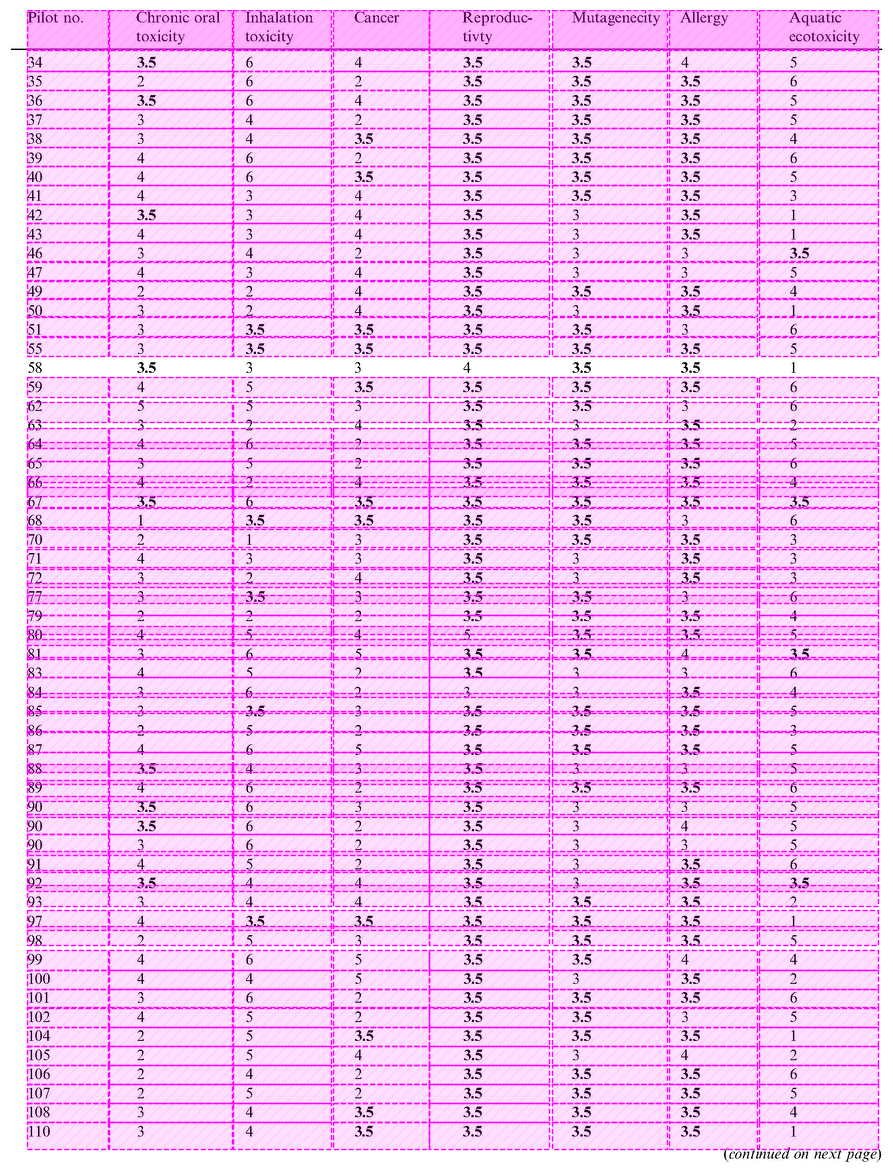 Pilot no. Chronic oral toxicity Inhalation toxicity Cancer Reproduc-tivty Mutagenecity Allergy Aquatic ecotoxicity
34 3.5 6 4 3.5 3.5 4 5
35 2 6 2 3.5 3.5 3.5 6
36 3.5 6 4 3.5 3.5 3.5 5
37 3 4 2 3.5 3.5 3.5 5
38 3 4 3.5 3.5 3.5 3.5 4
39 4 6 2 3.5 3.5 3.5 6
40 4 6 3.5 3.5 3.5 3.5 5
41 4 3 4 3.5 3.5 3.5 3
42 3.5 3 4 3.5 3 3.5 1
43 4 3 4 3.5 3 3.5 1
46 3 4 2 3.5 3 3 3.5
47 4 3 4 3.5 3 3 5
49 2 2 4 3.5 3.5 3.5 4
50 3 2 4 3.5 3 3.5 1
51 3 3.5 3.5 3.5 3.5 3 6
55 3 3.5 3.5 3.5 3.5 3.5 5
58 3.5 3 3 4 3.5 3.5 1
59 4 5 3.5 3.5 3.5 3.5 6
62 5 5 3 3.5 3.5 3 6
63 3 2 4 3.5 3 3.5 2
64 4 6 2 3.5 3.5 3.5 5
65 3 5 2 3.5 3.5 3.5 6
66 4 2 4 3.5 3.5 3.5 4
67 3.5 6 3.5 3.5 3.5 3.5 3.5
68 1 3.5 3.5 3.5 3.5 3 6
70 2 1 3 3.5 3.5 3.5 3
71 4 3 3 3.5 3 3.5 3
72 3 2 4 3.5 3 3.5 3
77 3 3.5 3 3.5 3.5 3 6
79 2 2 2 3.5 3.5 3.5 4
80 4 5 4 5 3.5 3.5 5
81 3 6 5 3.5 3.5 4 3.5
83 4 5 2 3.5 3 3 6
84 3 6 2 3 3 3.5 4
85 3 3.5 3 3.5 3.5 3.5 5
86 2 5 2 3.5 3.5 3.5 3
87 4 6 5 3.5 3.5 3.5 5
88 3.5 4 3 3.5 3 3 5
89 4 6 2 3.5 3.5 3.5 6
90 3.5 6 3 3.5 3 3 5
90 3.5 6 2 3.5 3 4 5
90 3 6 2 3.5 3 3 5
91 4 5 2 3.5 3 3.5 6
92 3.5 4 4 3.5 3 3.5 3.5
93 3 4 4 3.5 3.5 3.5 2
97 4 3.5 3.5 3.5 3.5 3.5 1
98 2 5 3 3.5 3.5 3.5 5
99 4 6 5 3.5 3.5 4 4
100 4 4 5 3.5 3 3.5 2
101 3 6 2 3.5 3.5 3.5 6
102 4 5 2 3.5 3.5 3 5
104 2 5 3.5 3.5 3.5 3.5 1
105 2 5 4 3.5 3 4 2
106 2 4 2 3.5 3.5 3.5 6
107 2 5 2 3.5 3.5 3.5 5
108 3 4 3.5 3.5 3.5 3.5 4
110 3 4 3.5 3.5 3.5 3.5 1
(continued on next page)